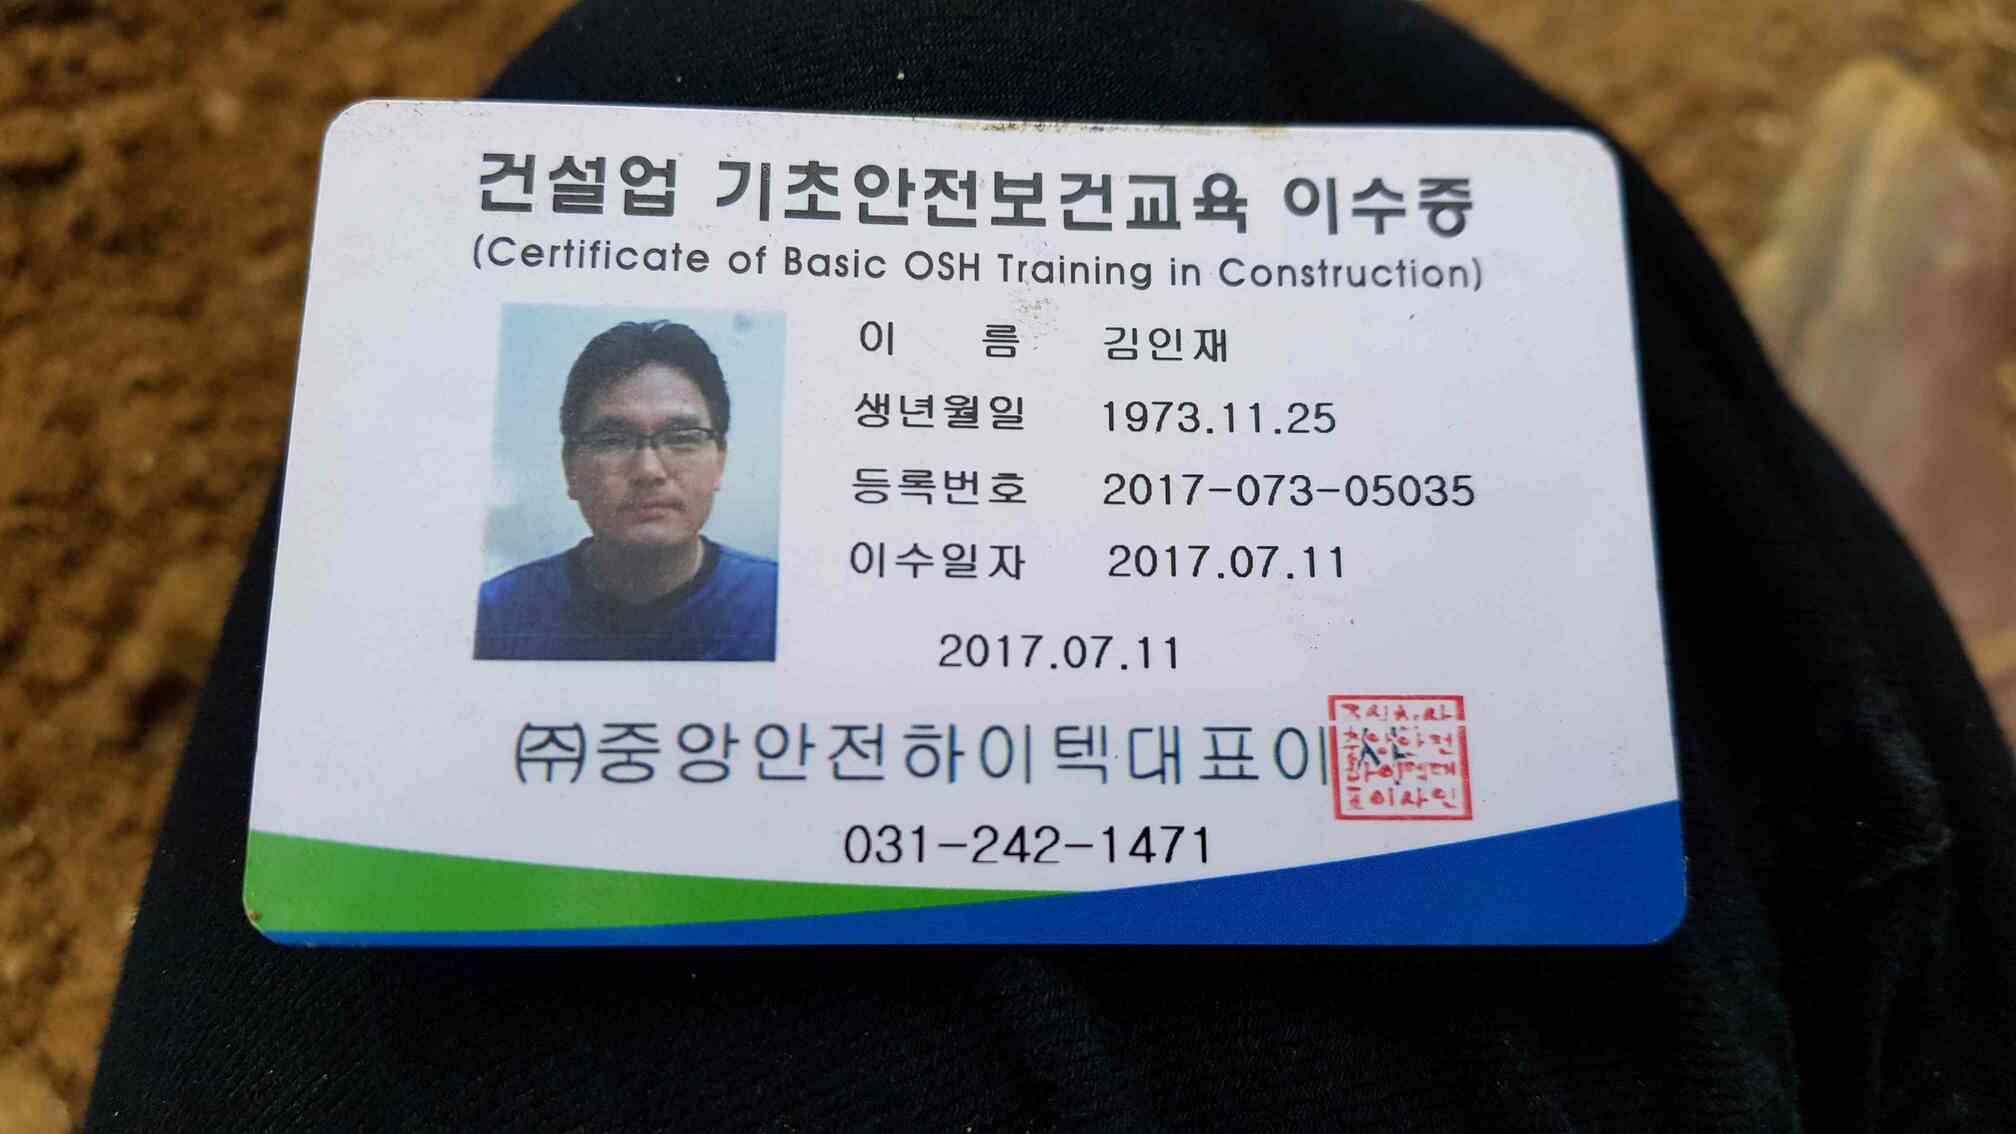 건설업 기초안전보건교육 이수증
(Certificate of Basic OSH Training in Construction)
이 름 김인재
생년월일 1973.11.25
등록번호 2017-073-05035
이수일자 2017.07.11
2017.07.11
㈜중앙안전하이텍대표이사
031-242-1471